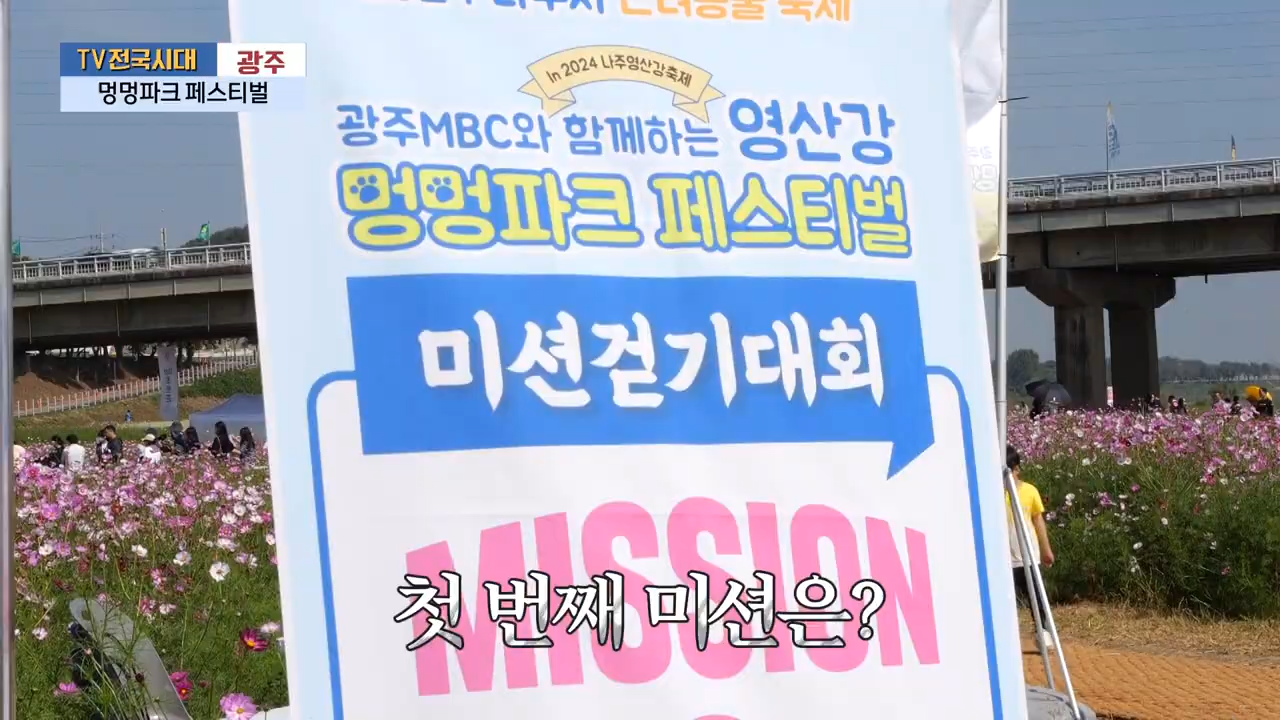 TV전국시대 광주
멍멍파크 페스티벌
축제
In 2024 나주영산강축제
광주MBC와 함께하는 영산강
멍멍파크 페스티벌
미션걷기대회
MISSION
첫 번째 미션은?